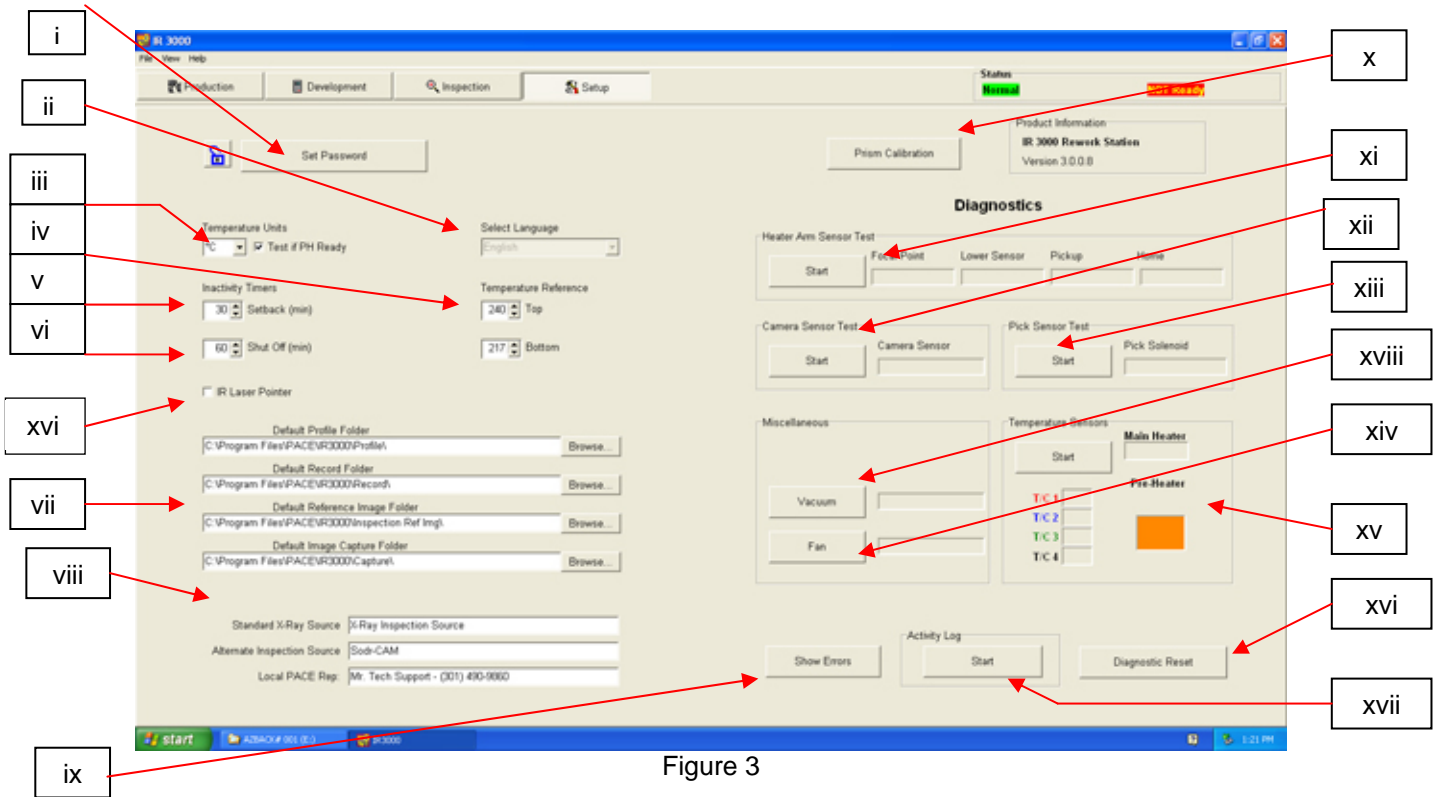 i
ii
iii
iv
v
vi
xvi
vii
viii
ix
IR 3000
File View Help
Production Development Inspection Setup
Status
Normal NOT Ready
Set Password
Prism Calibration
Product Information
IR 3000 Rework Station
Version 3.0.0.8
Temperature Units
°C Test if PH Ready
Select Language
English
Inactivity Timers
30 Setback (min)
60 Shut Off (min)
Temperature Reference
240 Top
217 Bottom
IR Laser Pointer
Default Profile Folder
C:\Program Files\PACE\IR3000\Profile\ Browse...
Default Record Folder
C:\Program Files\PACE\IR3000\Record\ Browse...
Default Reference Image Folder
C:\Program Files\PACE\IR3000\Inspection Ref Img\ Browse...
Default Image Capture Folder
C:\Program Files\PACE\IR3000\Capture\ Browse...
Standard X-Ray Source X-Ray Inspection Source
Alternate Inspection Source Sodr-CAM
Local PACE Rep: Mr. Tech Support - (301) 490-9860
Diagnostics
Heater Arm Sensor Test
Start Focal Point Lower Sensor Pickup Home
Camera Sensor Test
Start Camera Sensor
Pick Sensor Test
Start Pick Solenoid
Miscellaneous
Vacuum
Fan
Temperature Sensors
Start Main Heater
Pre-Heater
T/C 1
T/C 2
T/C 3
T/C 4
Show Errors
Activity Log
Start
Diagnostic Reset
start AZBACK# 001 (E:) IR3000 1:21 PM
x
xi
xii
xiii
xviii
xiv
xv
xvi
xvii
Figure 3